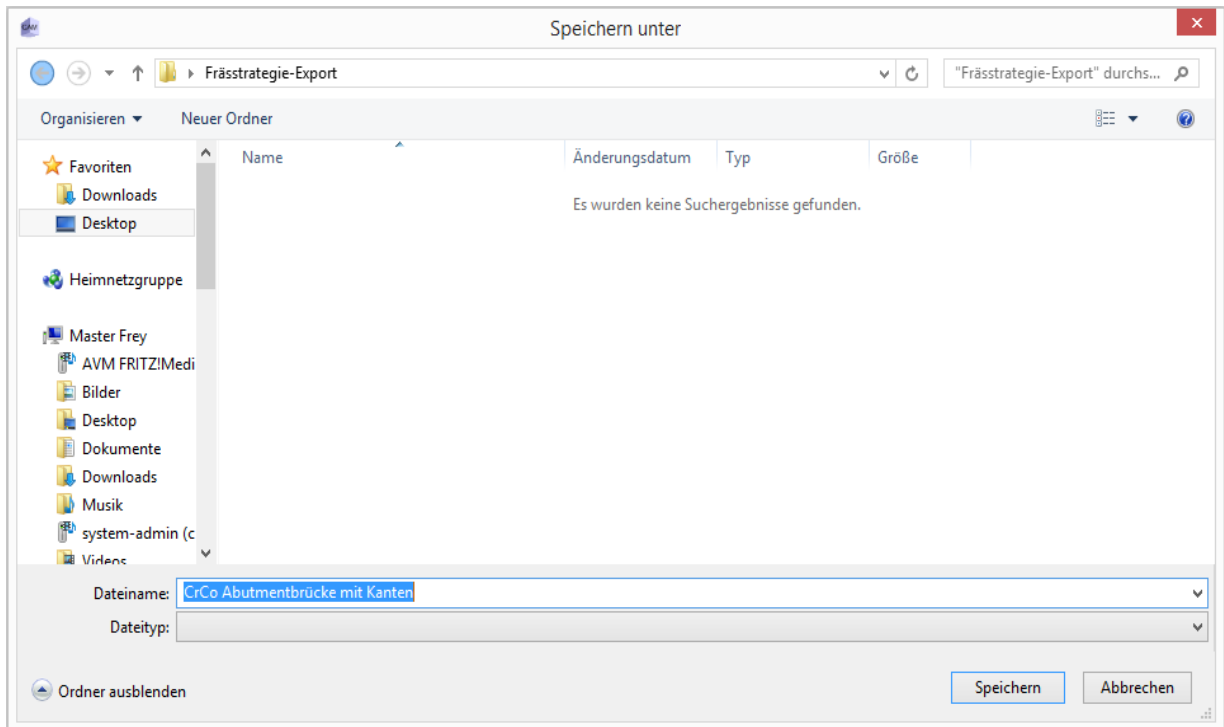 Speichern unter
Frässtrategie-Export
"Frässtrategie-Export" durchs...
Organisieren
Neuer Ordner
Name
Änderungsdatum
Typ
Größe
Es wurden keine Suchergebnisse gefunden.
Favoriten
Downloads
Desktop
Heimnetzgruppe
Master Frey
AVM FRITZ!Medi
Bilder
Desktop
Dokumente
Downloads
Musik
system-admin (c
Videos
Dateiname: CrCo Abutmentbrücke mit Kanten
Dateityp:
Ordner ausblenden
Speichern
Abbrechen